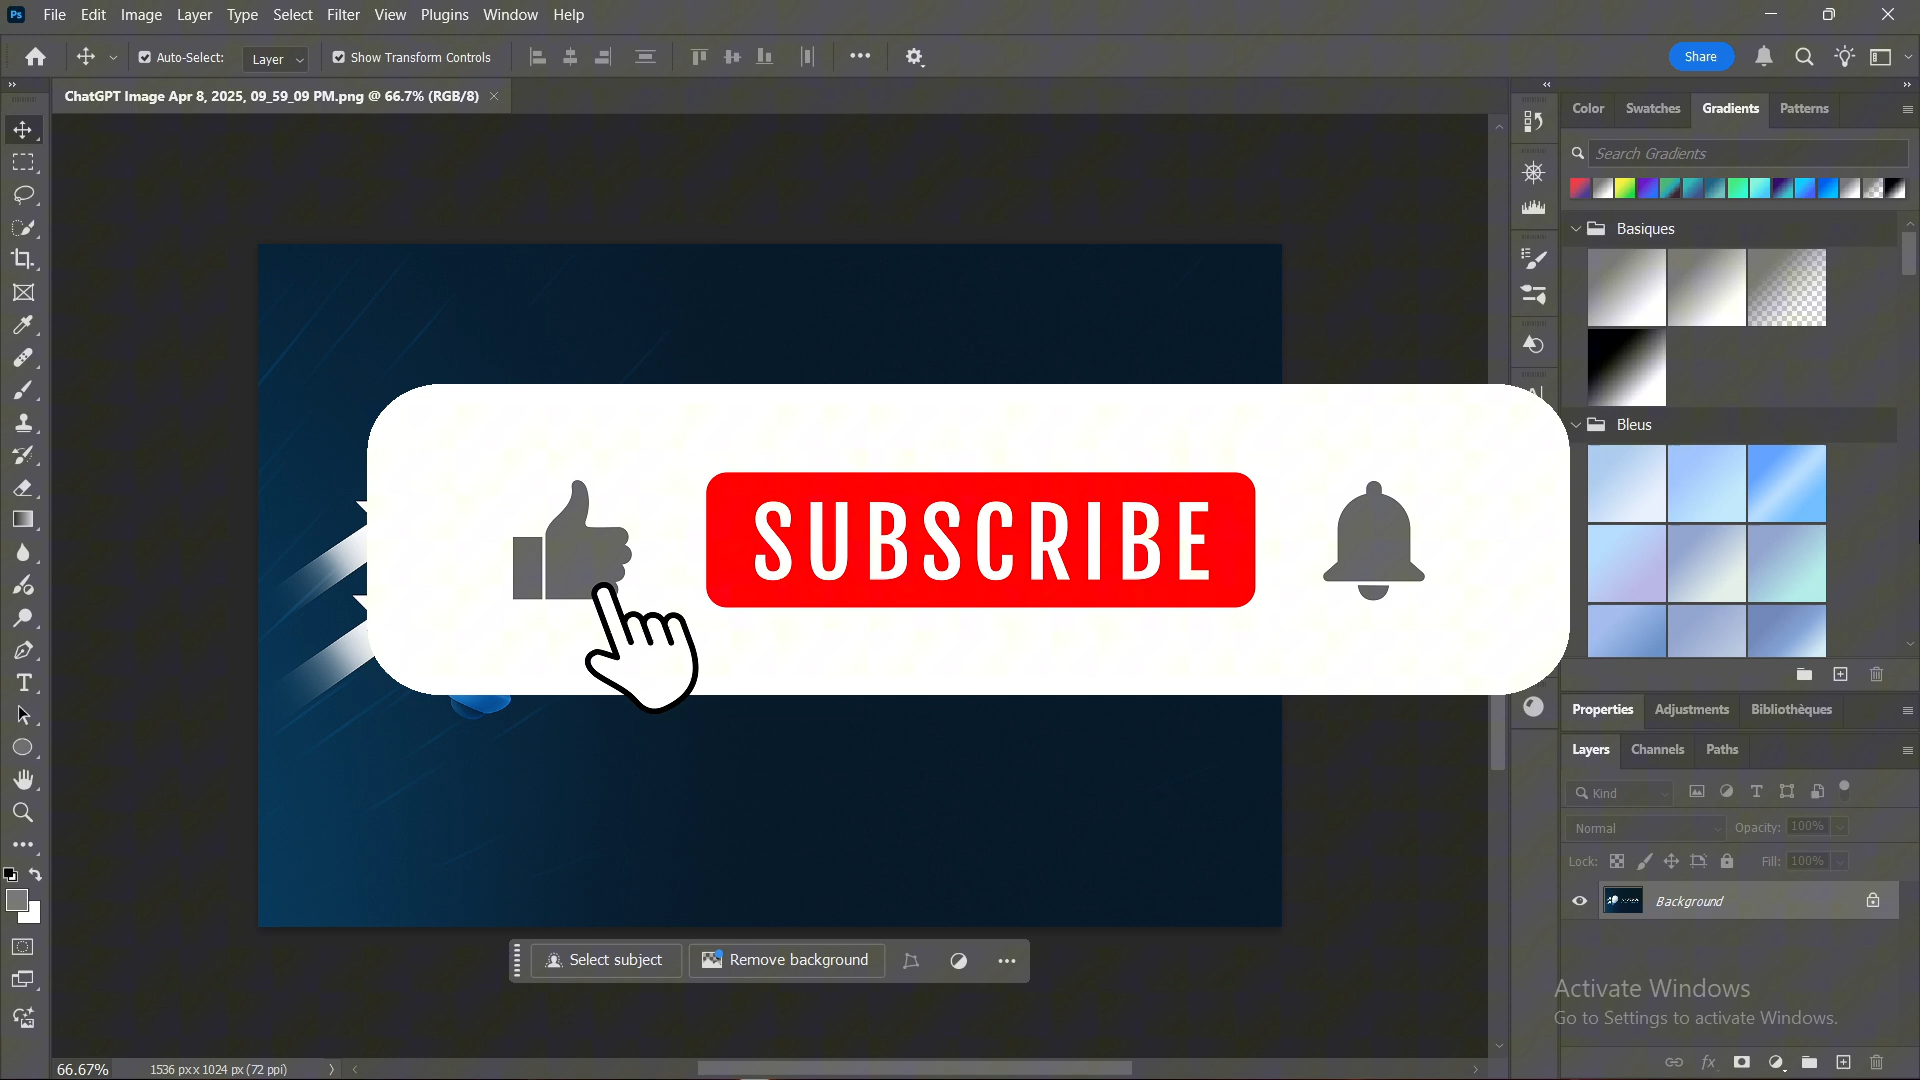 Ps File Edit Image Layer Type Select Filter View Plugins Window Help
Auto-Select: Layer Show Transform Controls Share
ChatGPT Image Apr 8, 2025, 09_59_09 PM.png @ 66.7% (RGB/8)
Color Swatches Gradients Patterns
Search Gradients
Basiques
Bleus
SUBSCRIBE
Properties Adjustments Bibliothèques
Layers Channels Paths
Kind
Normal Opacity: 100%
Lock: Fill: 100%
Background
Select subject Remove background
Activate Windows
Go to Settings to activate Windows.
66.67% 1536 px x 1024 px (72 ppi)